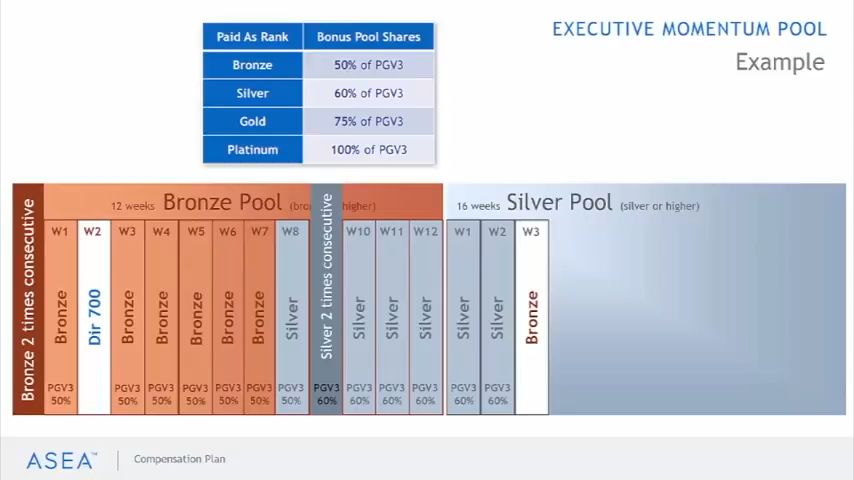 EXECUTIVE MOMENTUM POOL
Example
Paid As Rank Bonus Pool Shares
Bronze 50% of PGV3
Silver 60% of PGV3
Gold 75% of PGV3
Platinum 100% of PGV3
12 weeks Bronze Pool (bro higher)
16 weeks Silver Pool (silver or higher)
Bronze 2 times consecutive
W1 Bronze PGV3 50%
W2 Dir 700
W3 Bronze PGV3 50%
W4 Bronze PGV3 50%
W5 Bronze PGV3 50%
W6 Bronze PGV3 50%
W7 Bronze PGV3 50%
W8 Silver PGV3 50%
Silver 2 times consecutive PGV3 60%
W10 Silver PGV3 60%
W11 Silver PGV3 60%
W12 Silver PGV3 60%
W1 Silver PGV3 60%
W2 Silver PGV3 60%
W3 Bronze
ASEA™ Compensation Plan